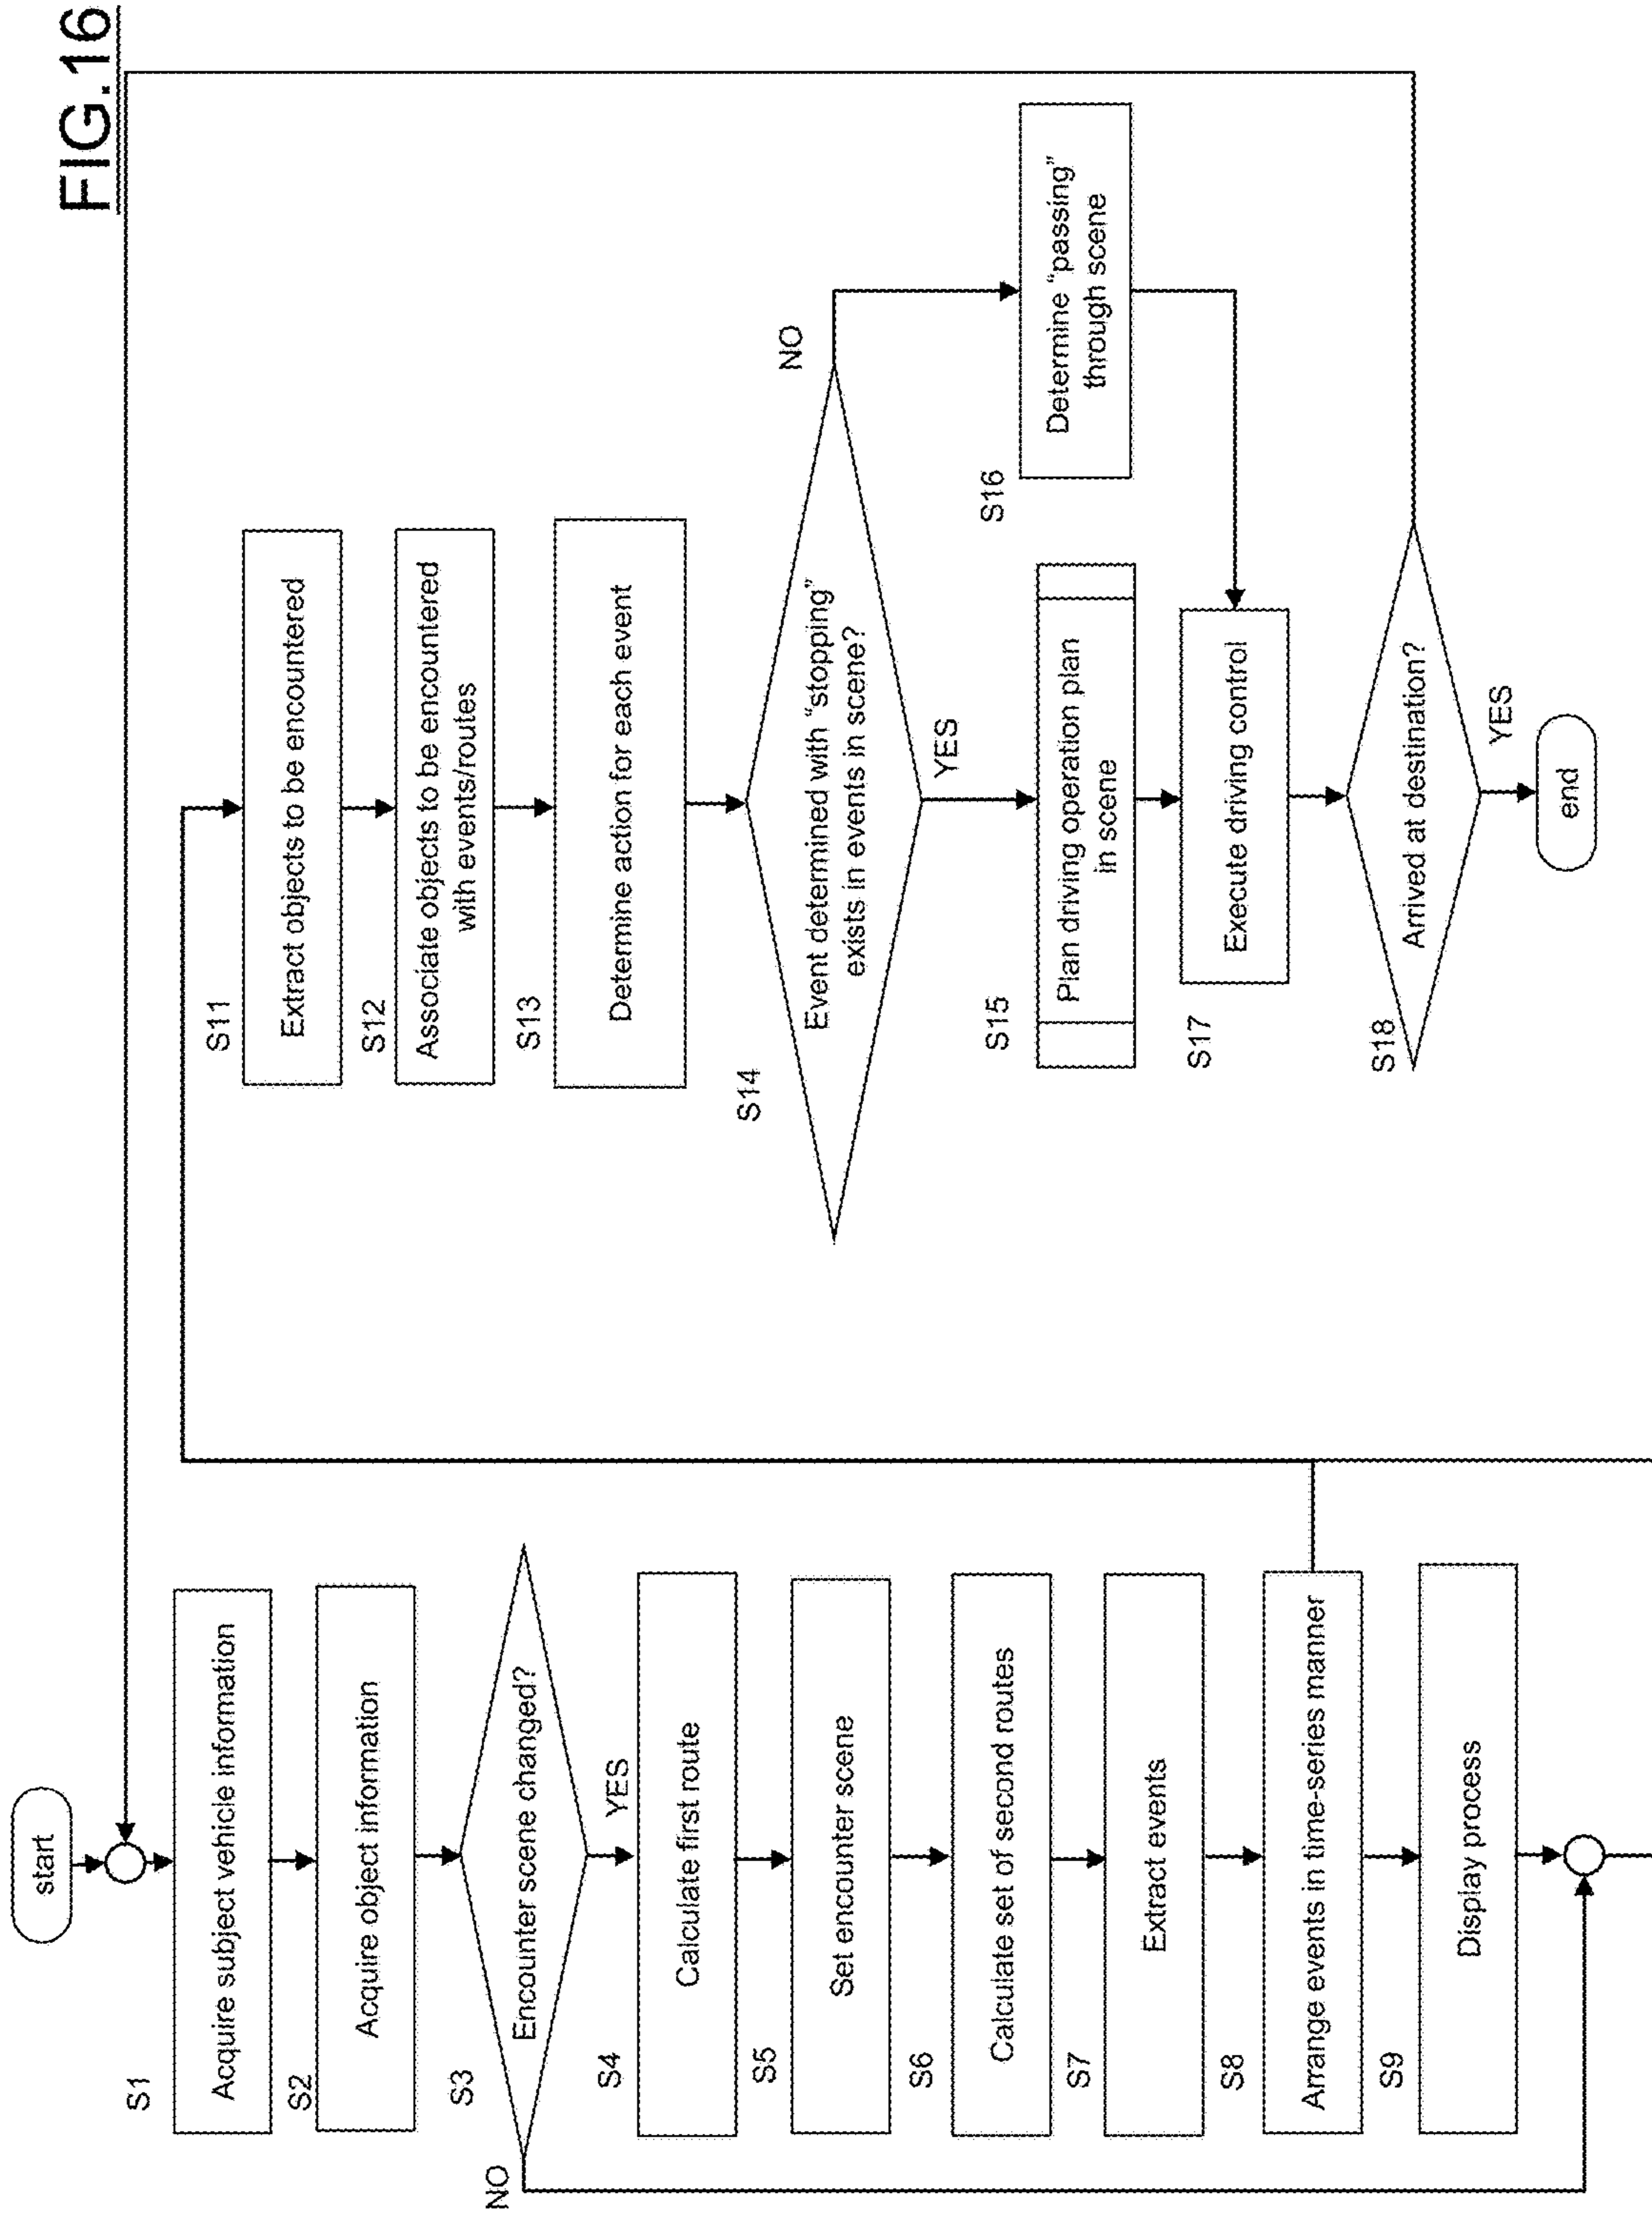 FIG.16
start
S1
Acquire subject vehicle information
S2
Acquire object information
S3
Encounter scene changed?
NO
YES
S4
Calculate first route
S5
Set encounter scene
S6
Calculate set of second routes
S7
Extract events
S8
Arrange events in time-series manner
S9
Display process
S11
Extract objects to be encountered
S12
Associate objects to be encountered
with events/routes
S13
Determine action for each event
S14
Event determined with “stopping”
exists in events in scene?
NO
YES
S15
Plan driving operation plan
in scene
S16
Determine “passing”
through scene
S17
Execute driving control
S18
Arrived at destination?
YES
end